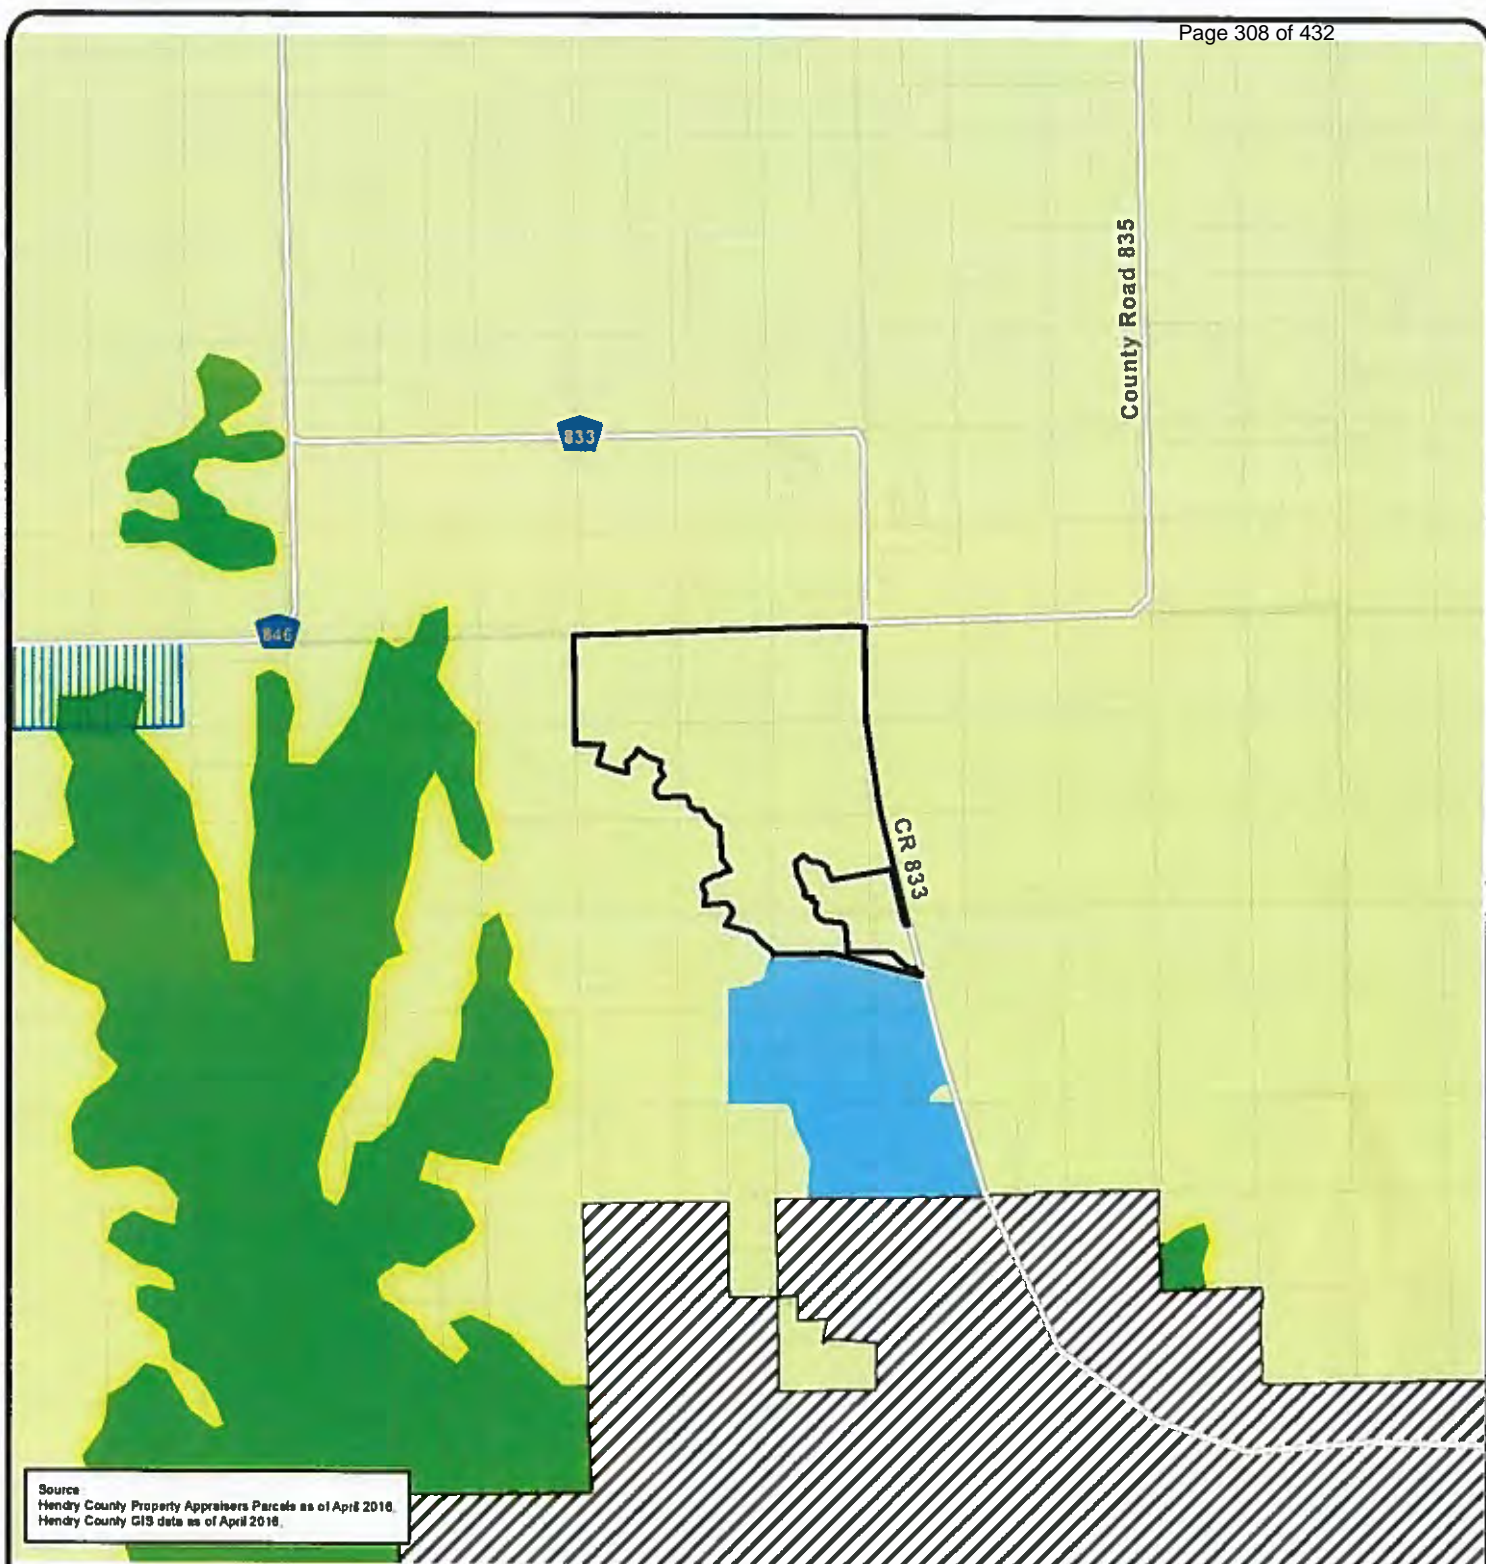 Page 308 of 432
County Road 835
833
846
CR 833
Source
Hendry County Property Appraisers Parcels as of April 2016.
Hendry County GIS data as of April 2016.